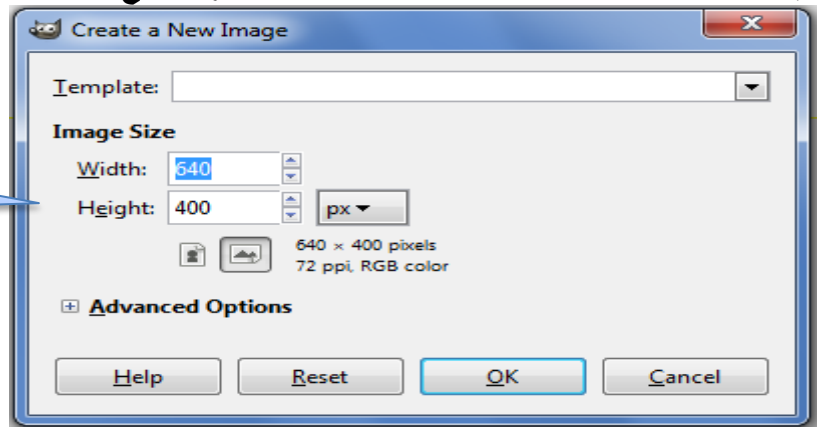 Create a New Image
Template:
Image Size
Width: 640
Height: 400 px
640 × 400 pixels
72 ppi, RGB color
Advanced Options
Help Reset OK Cancel